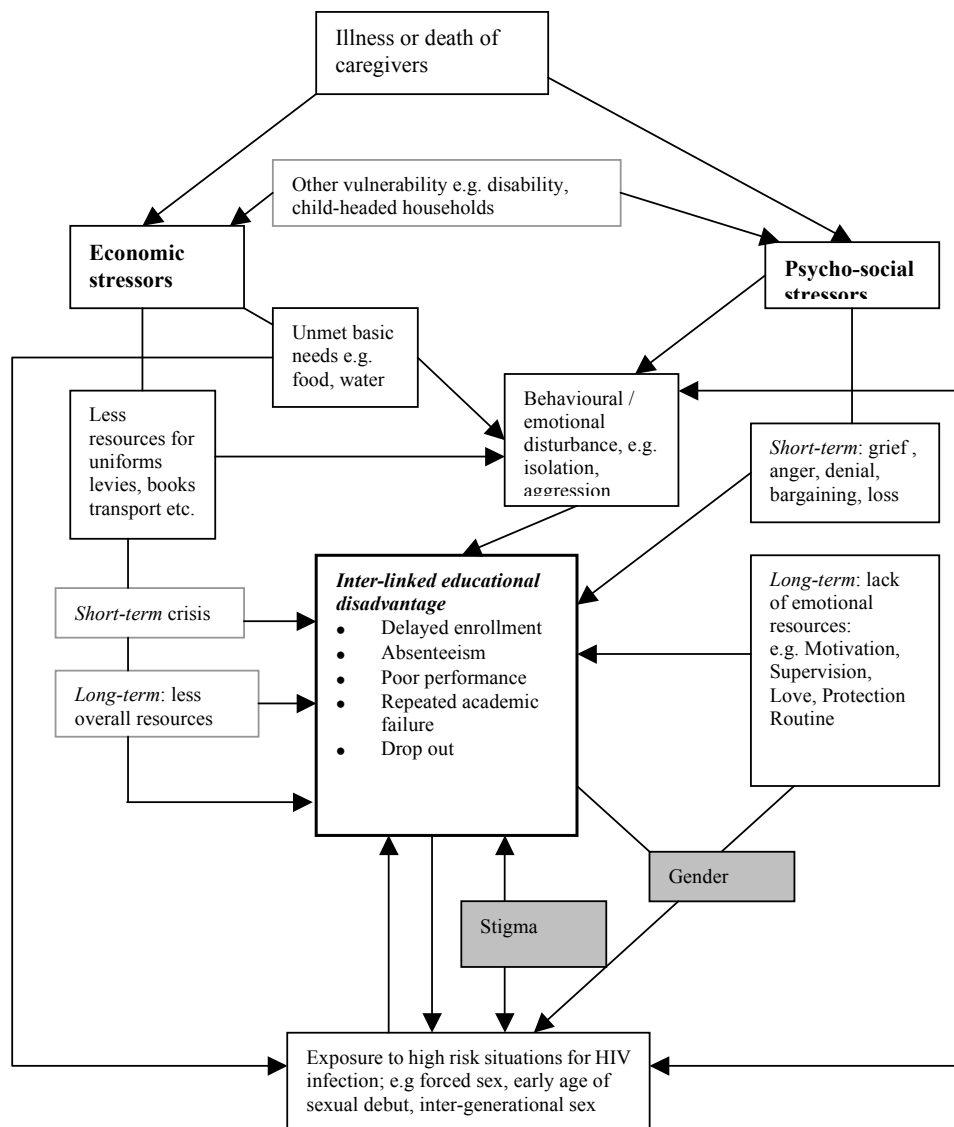 Illness or death of
caregivers
Other vulnerability e.g. disability,
child-headed households
Economic
stressors
Psycho-social
stressors
Unmet basic
needs e.g.
food, water
Behavioural /
emotional
disturbance, e.g.
isolation,
aggression
Less
resources for
uniforms
levies, books
transport etc.
Short-term: grief ,
anger, denial,
bargaining, loss
Inter-linked educational
disadvantage
● Delayed enrollment
● Absenteeism
● Poor performance
● Repeated academic
failure
● Drop out
Long-term: lack
of emotional
resources:
e.g. Motivation,
Supervision,
Love, Protection
Routine
Short-term crisis
Long-term: less
overall resources
Gender
Stigma
Exposure to high risk situations for HIV
infection; e.g forced sex, early age of
sexual debut, inter-generational sex